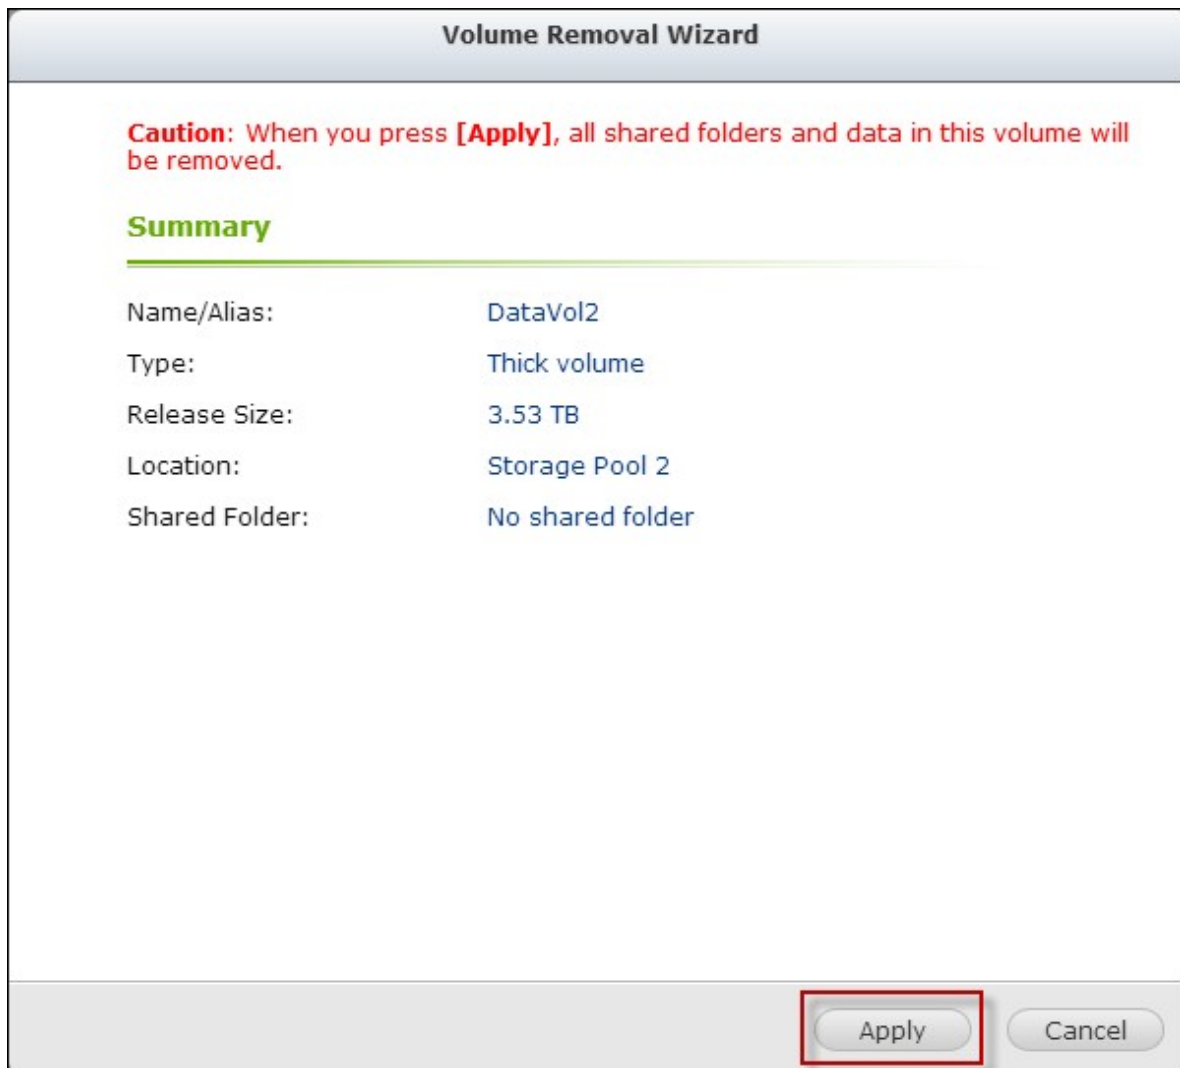 Volume Removal Wizard
Caution: When you press [Apply], all shared folders and data in this volume will
be removed.
Summary
Name/Alias: DataVol2
Type: Thick volume
Release Size: 3.53 TB
Location: Storage Pool 2
Shared Folder: No shared folder
Apply Cancel